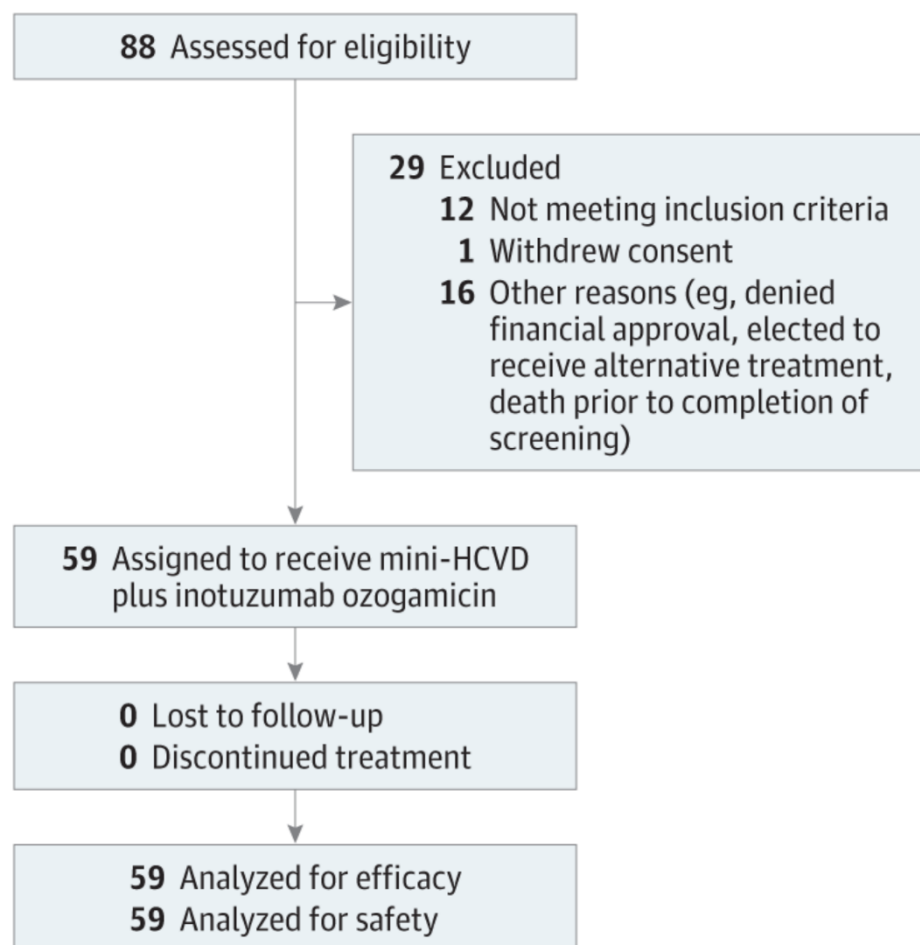 88 Assessed for eligibility
29 Excluded
12 Not meeting inclusion criteria
1 Withdrew consent
16 Other reasons (eg, denied
financial approval, elected to
receive alternative treatment,
death prior to completion of
screening)
59 Assigned to receive mini-HCVD
plus inotuzumab ozogamicin
0 Lost to follow-up
0 Discontinued treatment
59 Analyzed for efficacy
59 Analyzed for safety